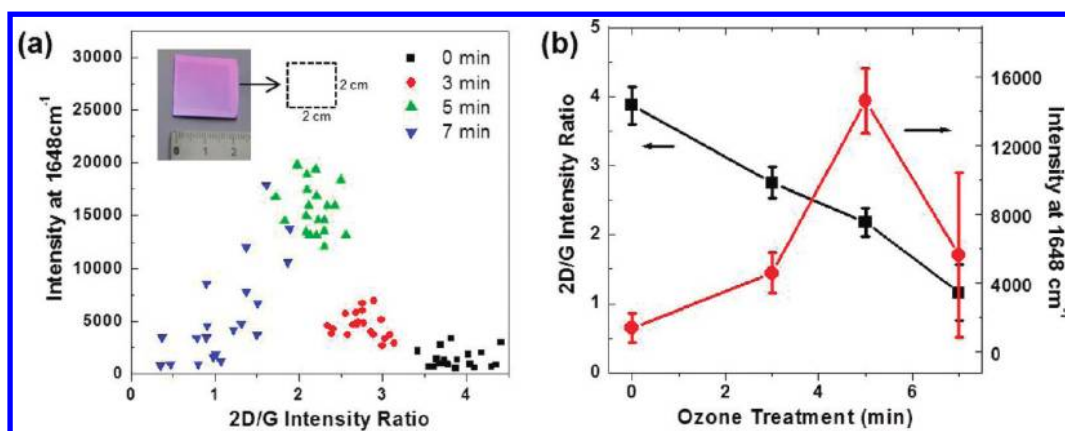 (a)
30000
25000
20000
15000
10000
5000
0
Intensity at 1648cm⁻¹
0 1 2 3 4
2D/G Intensity Ratio
2 cm
2 cm
0 1 2
0 min
3 min
5 min
7 min
(b)
5
4
3
2
1
0
2D/G Intensity Ratio
0 2 4 6
Ozone Treatment (min)
16000
12000
8000
4000
0
Intensity at 1648 cm⁻¹